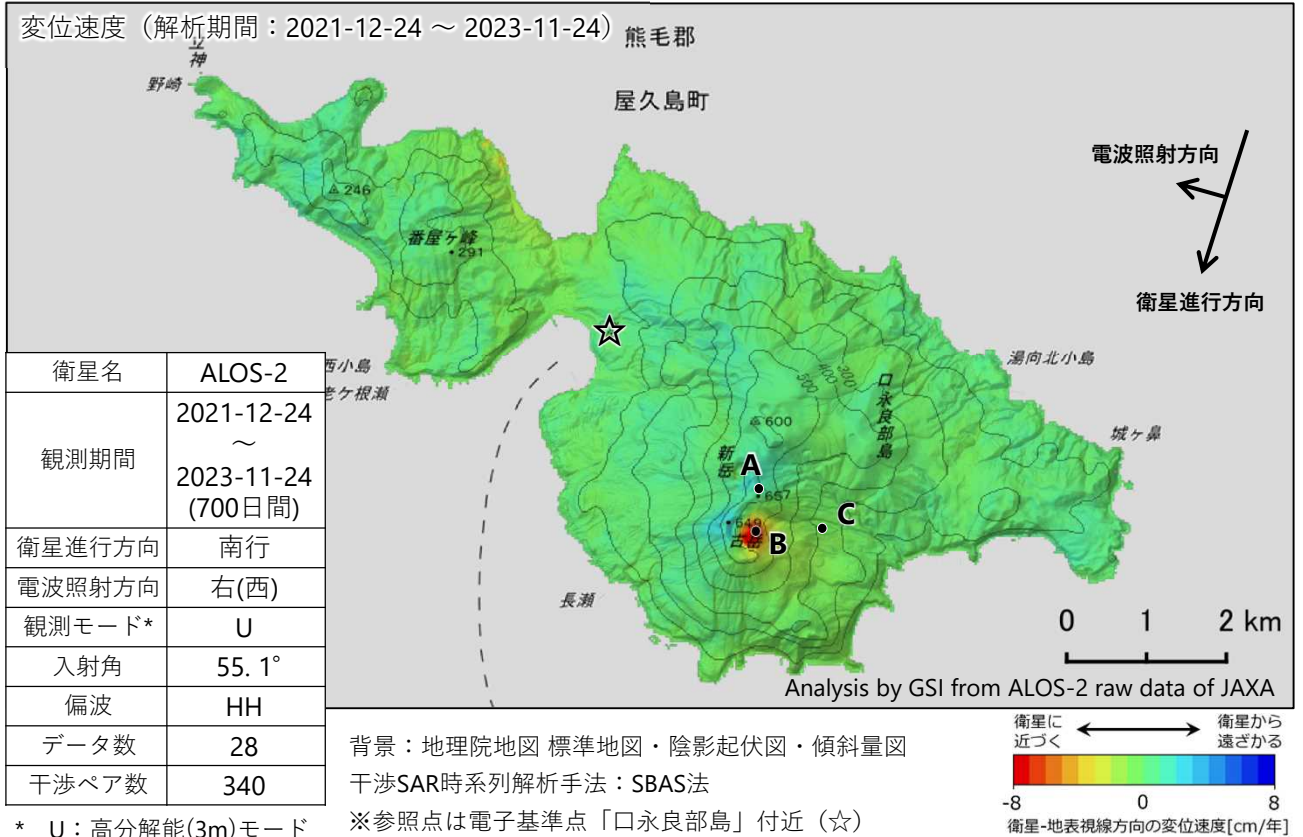 変位速度（解析期間：2021-12-24 ～ 2023-11-24）
熊毛郡
屋久島町
立神
野崎
246
番屋ヶ峰
291
電波照射方向
衛星進行方向
西小島
老ケ根瀬
湯向北小島
城ヶ鼻
500
400
300
口永良部島
600
新岳
A
657
C
649
B
古岳
長瀬
0 1 2 km
Analysis by GSI from ALOS-2 raw data of JAXA
衛星名 ALOS-2
観測期間 2021-12-24
～
2023-11-24
(700日間)
衛星進行方向 南行
電波照射方向 右(西)
観測モード* U
入射角 55. 1°
偏波 HH
データ数 28
干渉ペア数 340
* U：高分解能(3m)モード
背景：地理院地図 標準地図・陰影起伏図・傾斜量図
干渉SAR時系列解析手法：SBAS法
※参照点は電子基準点「口永良部島」付近（☆）
衛星に
近づく
衛星から
遠ざかる
-8 0 8
衛星-地表視線方向の変位速度[cm/年]